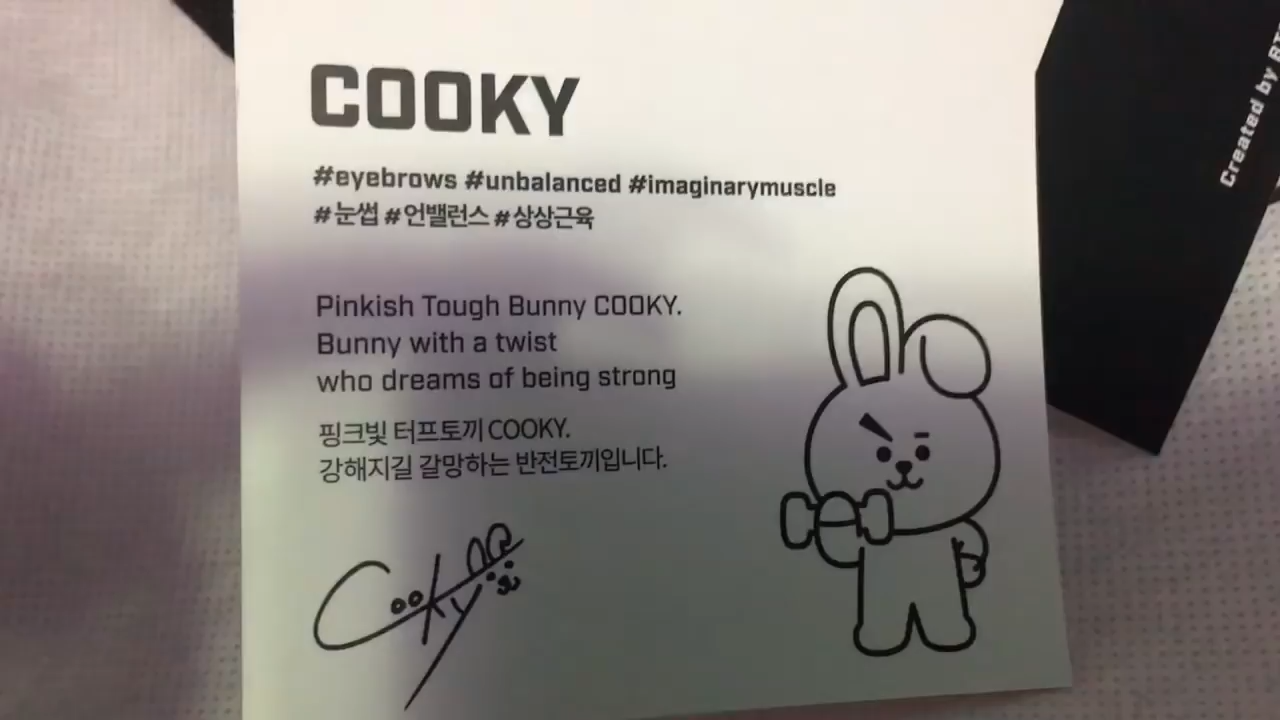 COOKY
#eyebrows #unbalanced #imaginarymuscle
#눈썹 #언밸런스 #상상근육
Pinkish Tough Bunny COOKY.
Bunny with a twist
who dreams of being strong
핑크빛 터프토끼 COOKY.
강해지길 갈망하는 반전토끼입니다.
Cooky
Created by